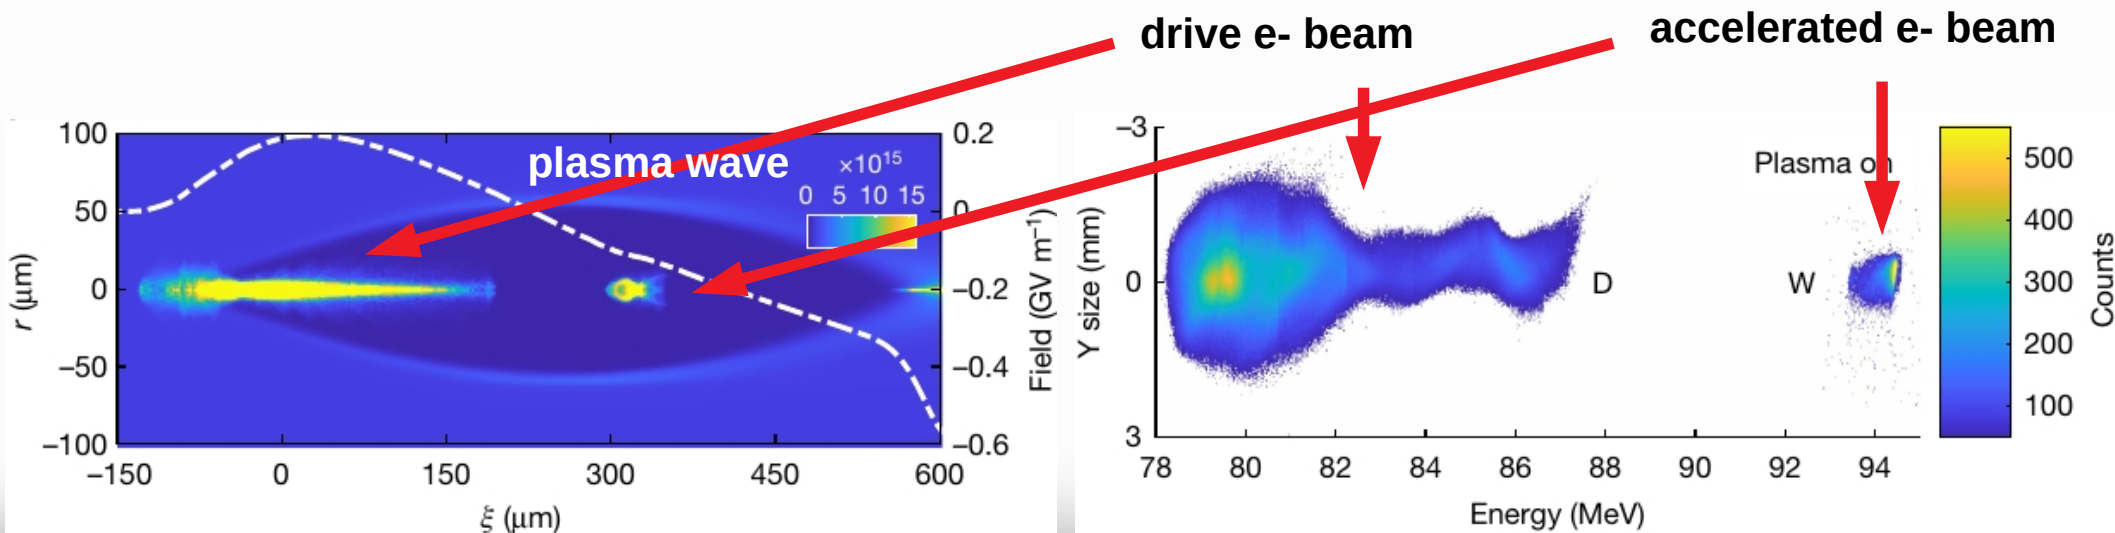 drive e- beam
accelerated e- beam
plasma wave
×10¹⁵
0 5 10 15
100
50
0
−50
−100
r (μm)
−150 0 150 300 450 600
ξ (μm)
0.2
0
−0.2
−0.4
−0.6
Field (GV m⁻¹)
Plasma on
−3
0
3
Y size (mm)
D
W
78 80 82 84 86 88 90 92 94
Energy (MeV)
500
400
300
200
100
Counts